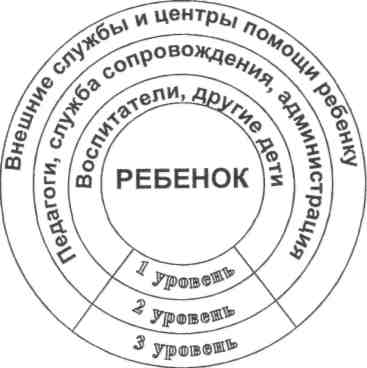 Внешние службы и центры помощи ребенку
Педагоги, служба сопровождения, администрация
Воспитатели, другие дети
РЕБЕНОК
1 уровень
2 уровень
3 уровень